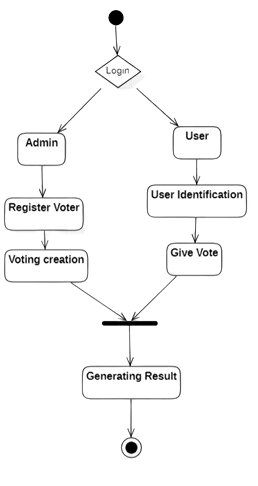 Login
Admin
User
Register Voter
User Identification
Voting creation
Give Vote
Generating Result